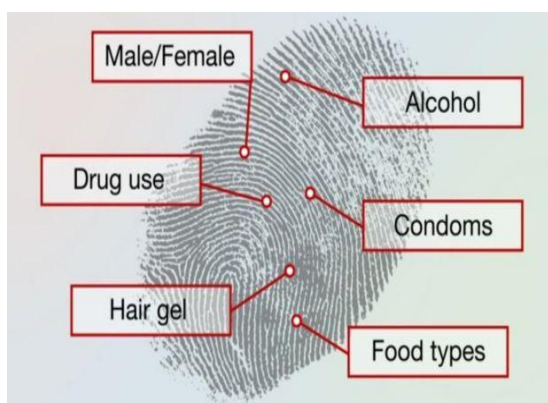 Male/Female
Alcohol
Drug use
Condoms
Hair gel
Food types